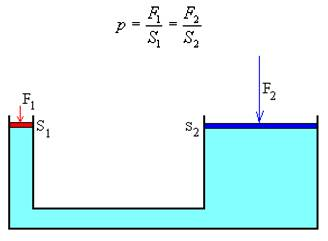 p = F₁/S₁ = F₂/S₂
F₁
F₂
S₁
S₂